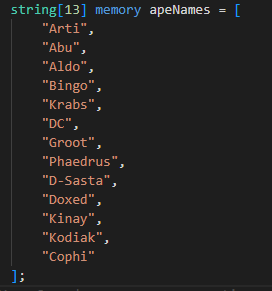 string[13] memory apeNames = [
"Arti",
"Abu",
"Aldo",
"Bingo",
"Krabs",
"DC",
"Groot",
"Phaedrus",
"D-Sasta",
"Doxed",
"Kinay",
"Kodiak",
"Cophi"
];